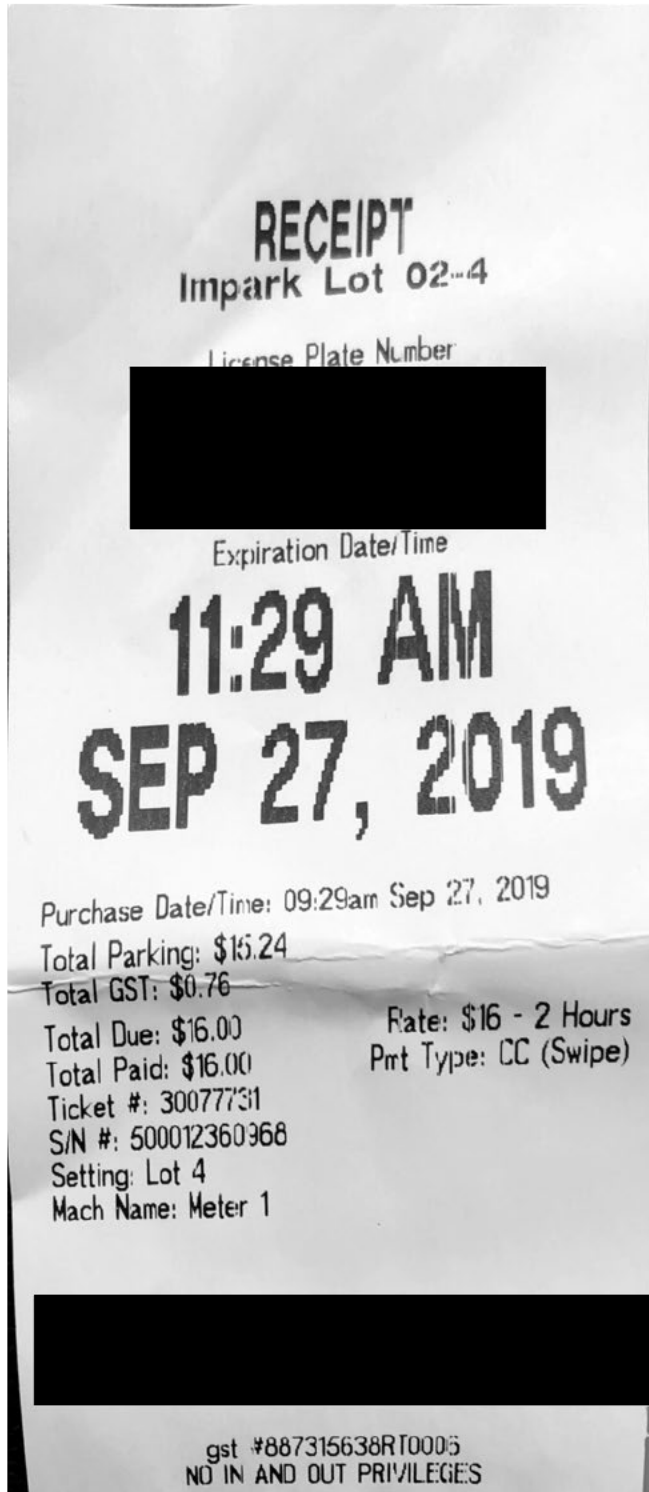 RECEIPT
Impark Lot 02-4
License Plate Number
Expiration Date/Time
11:29 AM
SEP 27, 2019
Purchase Date/Time: 09:29am Sep 27, 2019
Total Parking: $15.24
Total GST: $0.76
Total Due: $16.00
Rate: $16 - 2 Hours
Total Paid: $16.00
Pmt Type: CC (Swipe)
Ticket #: 30077731
S/N #: 500012360968
Setting: Lot 4
Mach Name: Meter 1
gst #887315638RT0006
NO IN AND OUT PRIVILEGES